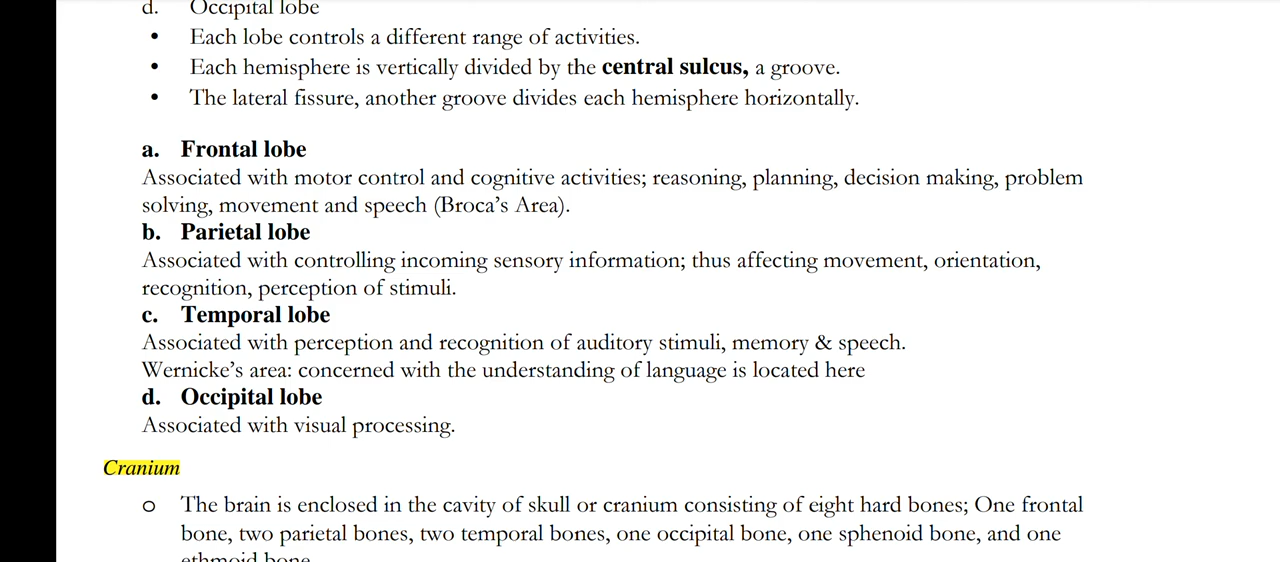 d. Occipital lobe
• Each lobe controls a different range of activities.
• Each hemisphere is vertically divided by the central sulcus, a groove.
• The lateral fissure, another groove divides each hemisphere horizontally.
a. Frontal lobe
Associated with motor control and cognitive activities; reasoning, planning, decision making, problem
solving, movement and speech (Broca’s Area).
b. Parietal lobe
Associated with controlling incoming sensory information; thus affecting movement, orientation,
recognition, perception of stimuli.
c. Temporal lobe
Associated with perception and recognition of auditory stimuli, memory & speech.
Wernicke’s area: concerned with the understanding of language is located here
d. Occipital lobe
Associated with visual processing.
Cranium
o The brain is enclosed in the cavity of skull or cranium consisting of eight hard bones; One frontal
bone, two parietal bones, two temporal bones, one occipital bone, one sphenoid bone, and one
ethmoid bone